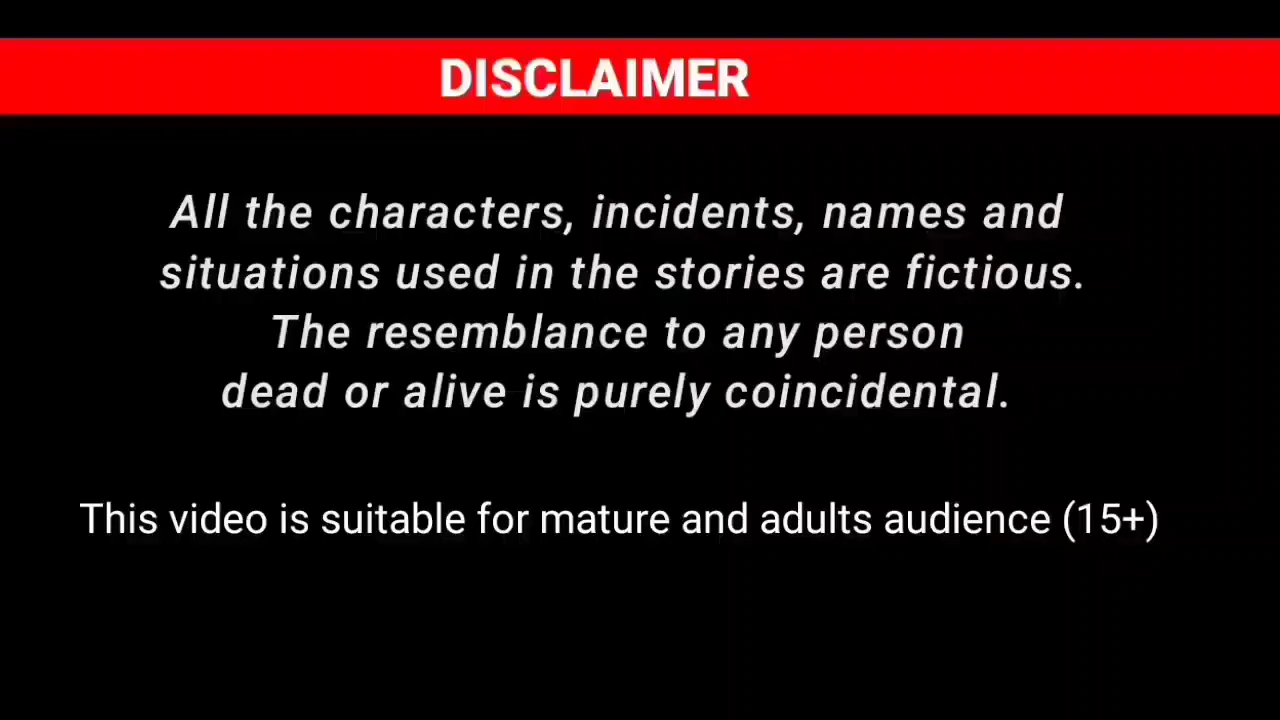 DISCLAIMER
All the characters, incidents, names and
situations used in the stories are fictious.
The resemblance to any person
dead or alive is purely coincidental.
This video is suitable for mature and adults audience (15+)